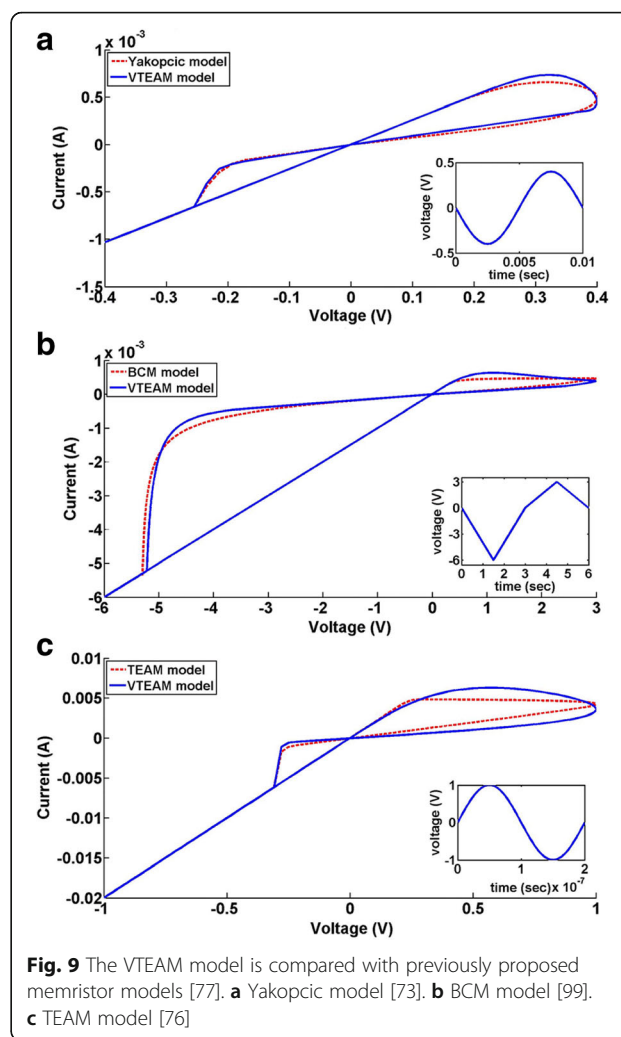 a
1
x 10⁻³
Yakopcic model
VTEAM model
0.5
0
-0.5
-1
-1.5
Current (A)
-0.4
-0.3
-0.2
-0.1
0
0.1
0.2
0.3
0.4
Voltage (V)
0.5
0
-0.5
voltage (V)
0
0.005
0.01
time (sec)
b
1
x 10⁻³
BCM model
VTEAM model
0
-1
-2
-3
-4
-5
-6
Current (A)
-6
-5
-4
-3
-2
-1
0
1
2
3
Voltage (V)
3
0
-3
-6
voltage (V)
0
1
2
3
4
5
6
time (sec)
c
0.01
TEAM model
VTEAM model
0.005
0
-0.005
-0.01
-0.015
-0.02
Current (A)
-1
-0.5
0
0.5
1
Voltage (V)
1
0
-1
voltage (V)
0
1
2
time (sec)x 10⁻⁷
Fig. 9 The VTEAM model is compared with previously proposed
memristor models [77]. a Yakopcic model [73]. b BCM model [99].
c TEAM model [76]